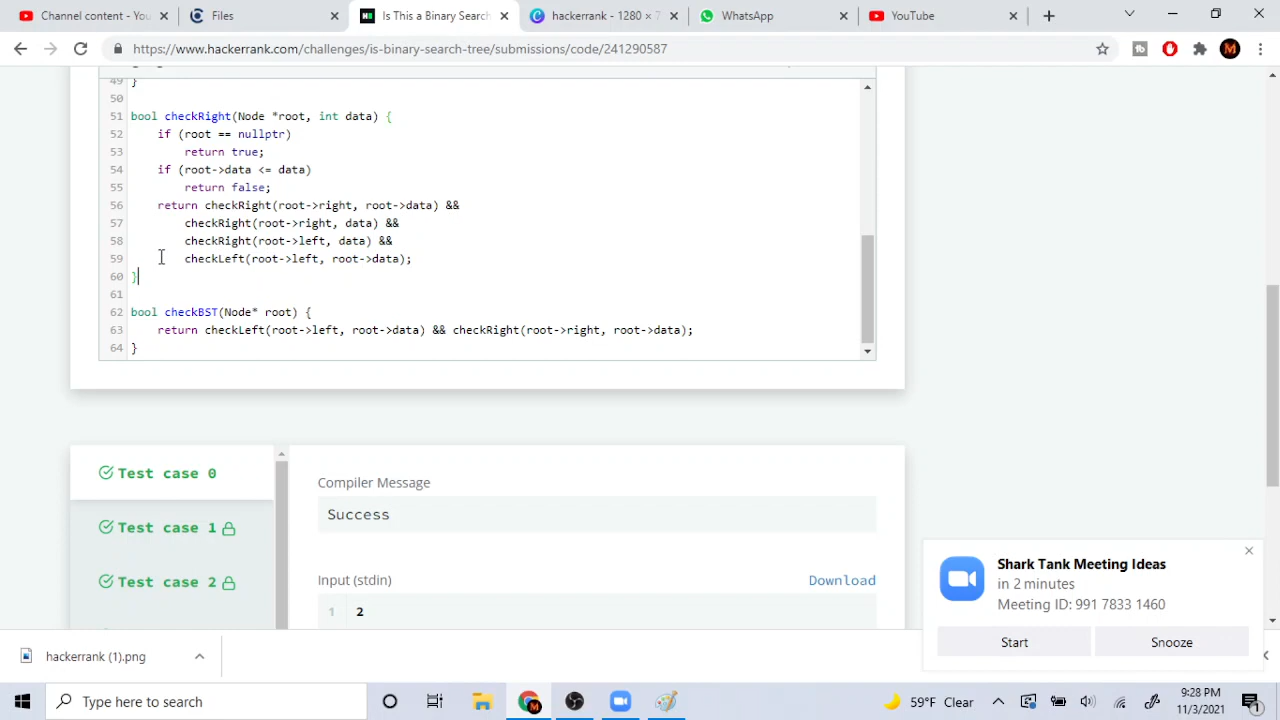 Channel content - You
Files
Is This a Binary Search
hackerrank - 1280 × 7
WhatsApp
YouTube
https://www.hackerrank.com/challenges/is-binary-search-tree/submissions/code/241290587
49 }
50
51 bool checkRight(Node *root, int data) {
52 if (root == nullptr)
53 return true;
54 if (root->data <= data)
55 return false;
56 return checkRight(root->right, root->data) &&
57 checkRight(root->right, data) &&
58 checkRight(root->left, data) &&
59 checkLeft(root->left, root->data);
60 }
61
62 bool checkBST(Node* root) {
63 return checkLeft(root->left, root->data) && checkRight(root->right, root->data);
64 }
Test case 0
Test case 1
Test case 2
Compiler Message
Success
Input (stdin)
Download
1 2
Shark Tank Meeting Ideas
in 2 minutes
Meeting ID: 991 7833 1460
Start
Snooze
hackerrank (1).png
Type here to search
59°F Clear
9:28 PM
11/3/2021